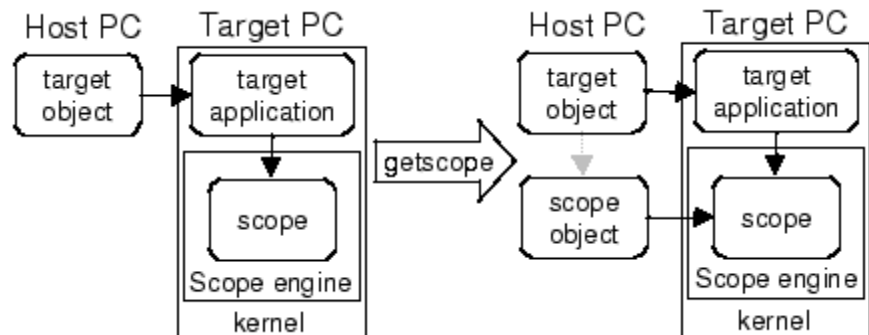 Host PC
Target PC
target
object
target
application
scope
Scope engine
kernel
getscope
Host PC
Target PC
target
object
target
application
scope
object
scope
Scope engine
kernel